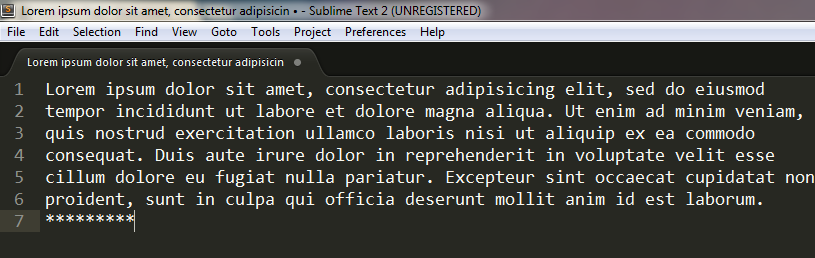 Lorem ipsum dolor sit amet, consectetur adipisicin • - Sublime Text 2 (UNREGISTERED)
File Edit Selection Find View Goto Tools Project Preferences Help
Lorem ipsum dolor sit amet, consectetur adipisicin
1 Lorem ipsum dolor sit amet, consectetur adipisicing elit, sed do eiusmod
2 tempor incididunt ut labore et dolore magna aliqua. Ut enim ad minim veniam,
3 quis nostrud exercitation ullamco laboris nisi ut aliquip ex ea commodo
4 consequat. Duis aute irure dolor in reprehenderit in voluptate velit esse
5 cillum dolore eu fugiat nulla pariatur. Excepteur sint occaecat cupidatat non
6 proident, sunt in culpa qui officia deserunt mollit anim id est laborum.
7 *********